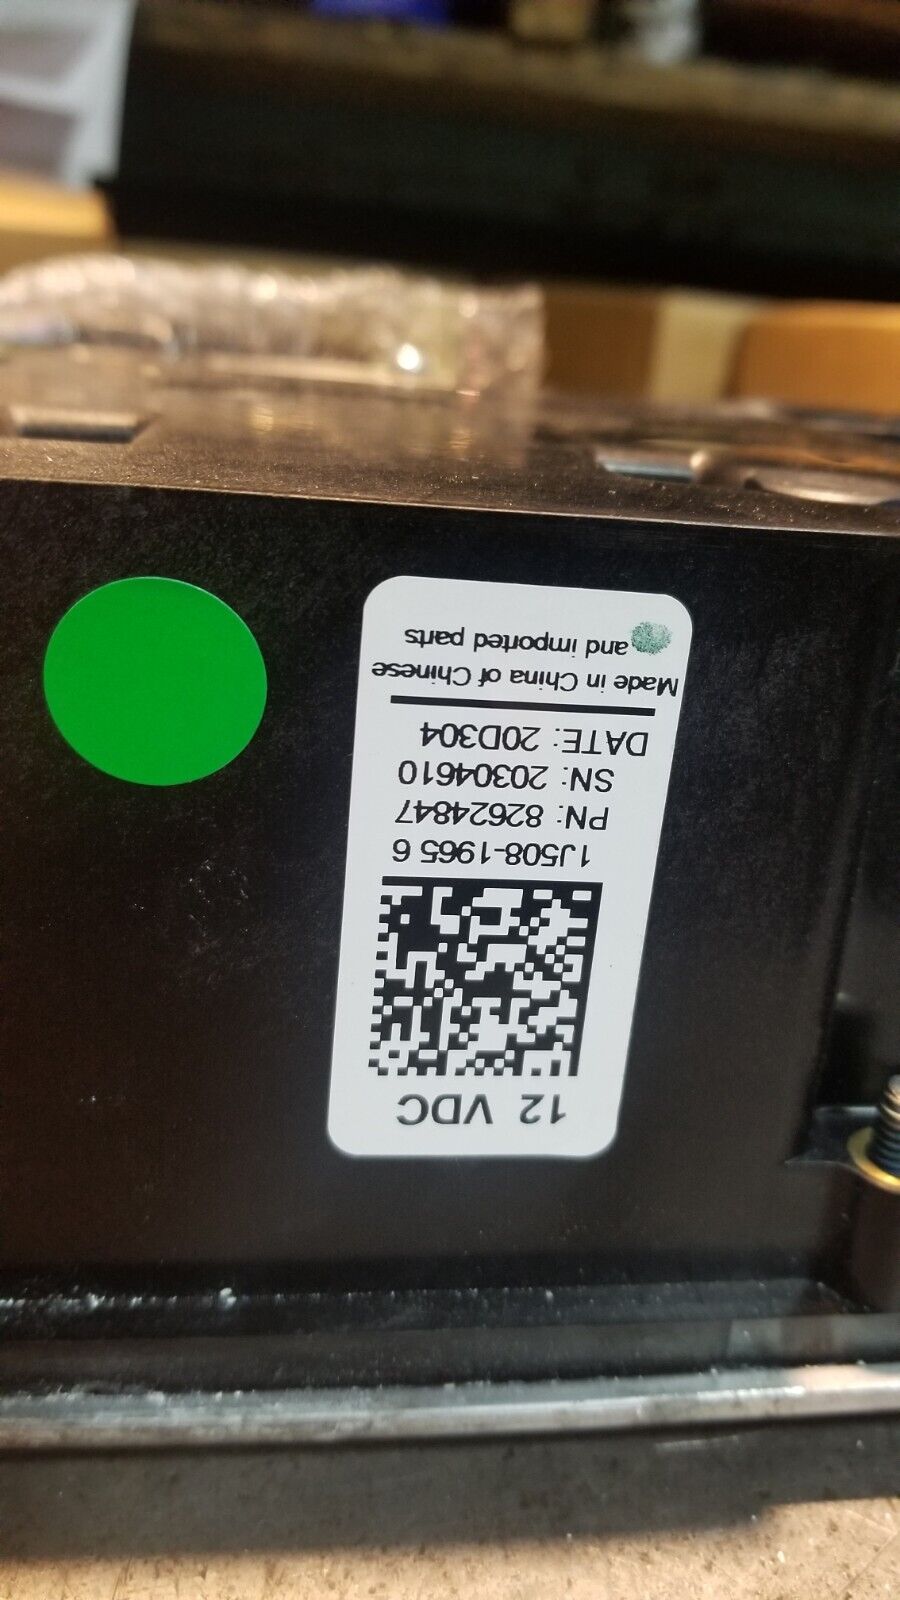 12 VDC
1J508-1965 6
PN: 82624847
SN: 20304610
DATE: 20D304
Made in China of Chinese
and imported parts